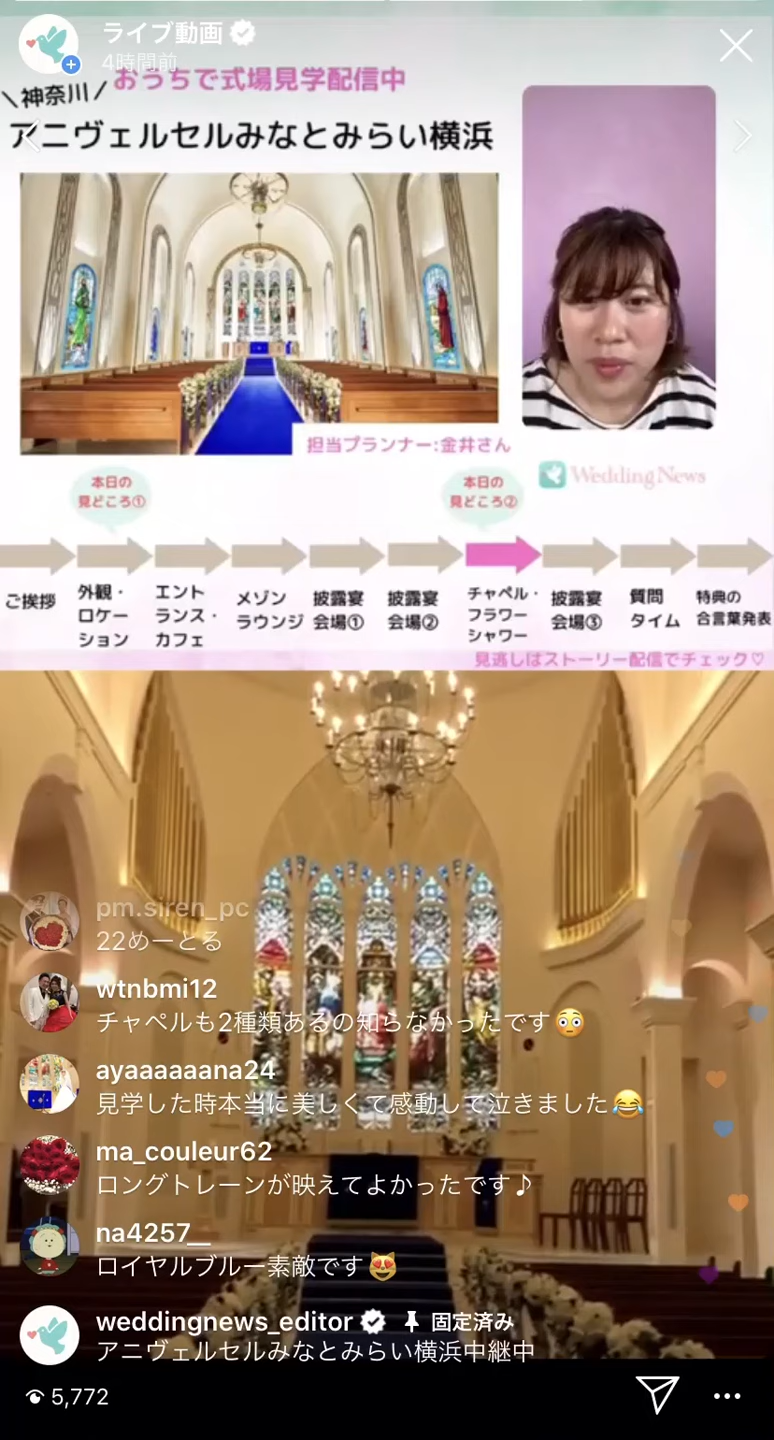 ライブ動画
4時間前
おうちで式場見学配信中
＼神奈川／
アニヴェルセルみなとみらい横浜
担当プランナー:金井さん
WeddingNews
本日の
見どころ①
本日の
見どころ②
ご挨拶
外観・
ロケー
ション
エント
ランス・
カフェ
メゾン
ラウンジ
披露宴
会場①
披露宴
会場②
チャペル・
フラワー
シャワー
披露宴
会場③
質問
タイム
特典の
合言葉発表
見逃しはストーリー配信でチェック♡
pm.siren_pc
22めーとる
wtnbmi12
チャペルも2種類あるの知らなかったです😳
ayaaaaaana24
見学した時本当に美しくて感動して泣きました😂
ma_couleur62
ロングトレーンが映えてよかったです♪
na4257__
ロイヤルブルー素敵です😻
weddingnews_editor 固定済み
アニヴェルセルみなとみらい横浜中継中
5,772